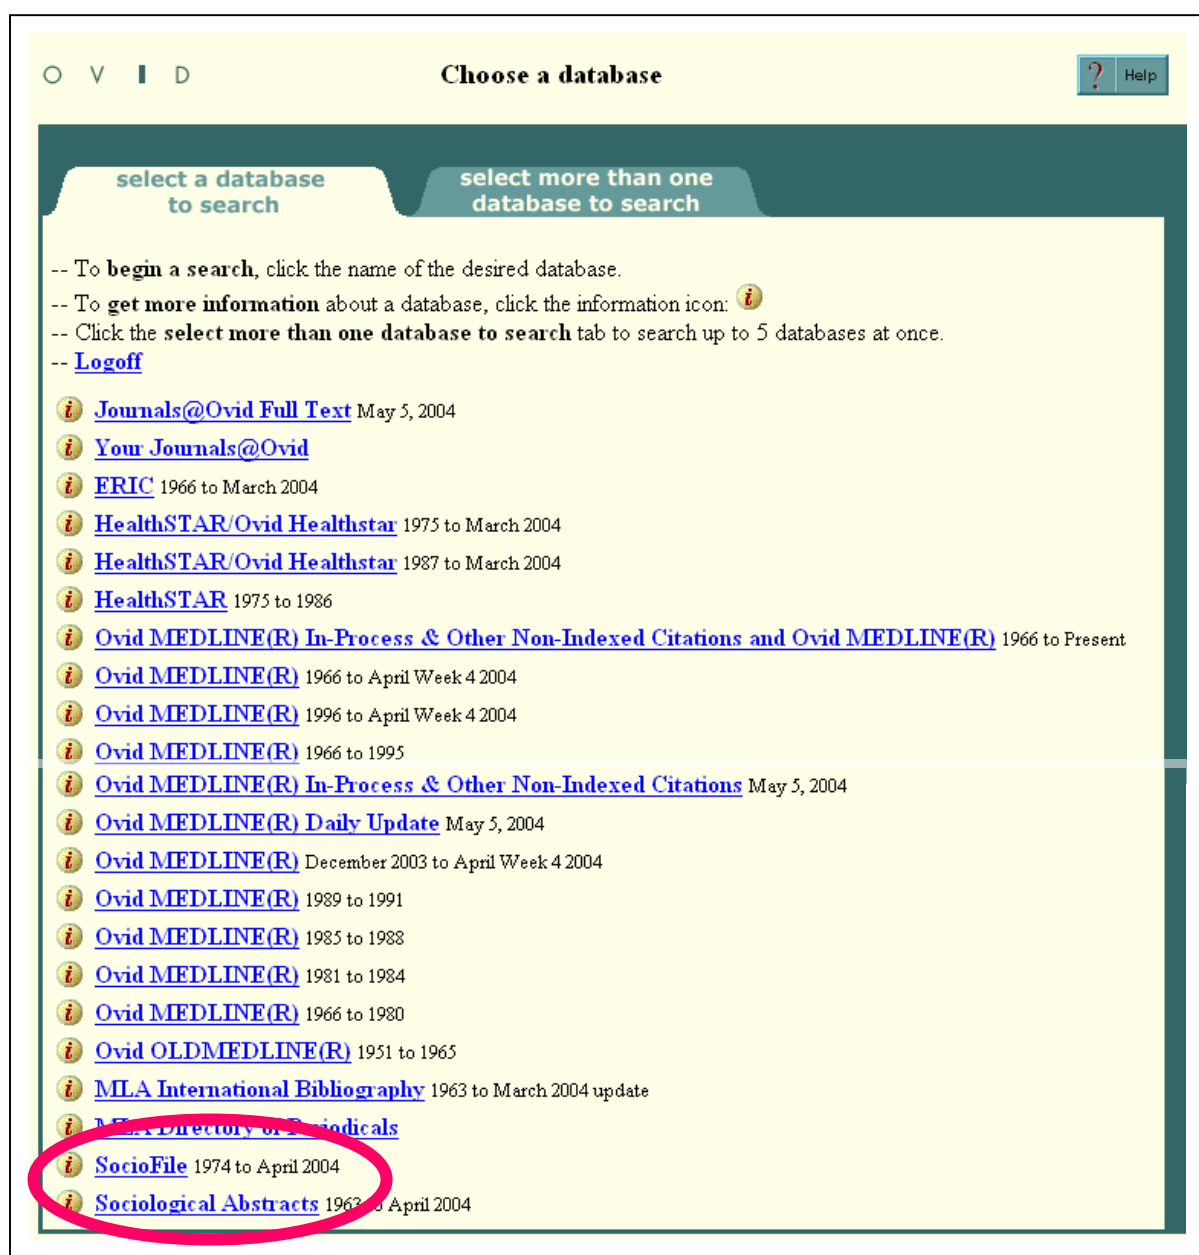 O V I D
Choose a database
? Help
select a database
to search
select more than one
database to search
-- To begin a search, click the name of the desired database.
-- To get more information about a database, click the information icon: i
-- Click the select more than one database to search tab to search up to 5 databases at once.
-- Logoff
i Journals@Ovid Full Text May 5, 2004
i Your Journals@Ovid
i ERIC 1966 to March 2004
i HealthSTAR/Ovid Healthstar 1975 to March 2004
i HealthSTAR/Ovid Healthstar 1987 to March 2004
i HealthSTAR 1975 to 1986
i Ovid MEDLINE(R) In-Process & Other Non-Indexed Citations and Ovid MEDLINE(R) 1966 to Present
i Ovid MEDLINE(R) 1966 to April Week 4 2004
i Ovid MEDLINE(R) 1996 to April Week 4 2004
i Ovid MEDLINE(R) 1966 to 1995
i Ovid MEDLINE(R) In-Process & Other Non-Indexed Citations May 5, 2004
i Ovid MEDLINE(R) Daily Update May 5, 2004
i Ovid MEDLINE(R) December 2003 to April Week 4 2004
i Ovid MEDLINE(R) 1989 to 1991
i Ovid MEDLINE(R) 1985 to 1988
i Ovid MEDLINE(R) 1981 to 1984
i Ovid MEDLINE(R) 1966 to 1980
i Ovid OLDMEDLINE(R) 1951 to 1965
i MLA International Bibliography 1963 to March 2004 update
i MLA Directory of Periodicals
i SocioFile 1974 to April 2004
i Sociological Abstracts 1963 to April 2004